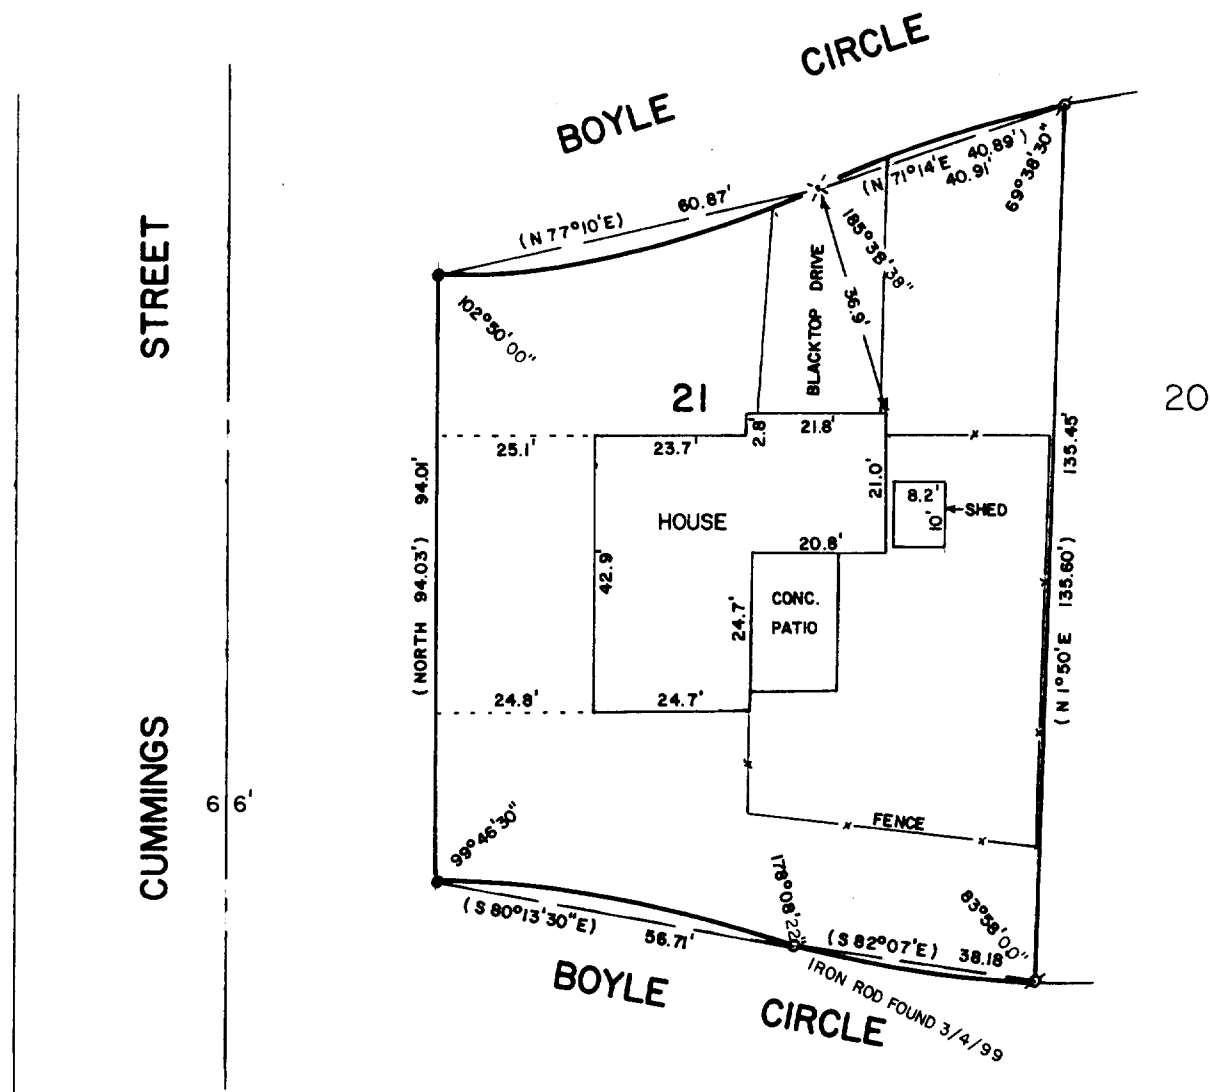 BOYLE CIRCLE
(N 77°10'E) 60.87'
(N 71°14'E 40.89')
40.91'
69°38'30"
102°50'00"
185°38'38"
36.9'
BLACKTOP DRIVE
21
20
STREET
CUMMINGS
66'
(NORTH 94.03') 94.01'
25.1'
23.7'
2.8'
21.8'
21.0'
8.2'
10'
SHED
HOUSE
20.8'
42.9'
24.7'
CONC.
PATIO
24.8'
24.7'
135.45'
(N 1°50'E 135.60')
FENCE
99°46'30"
178°08'22"
83°58'00"
(S 80°13'30"E)
56.71'
(S 82°07'E)
38.18'
IRON ROD FOUND 3/4/99
BOYLE CIRCLE